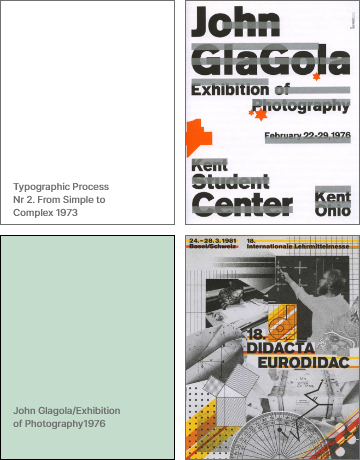 Typographic Process
Nr 2. From Simple to
Complex 1973
John
GlaGola
Exhibition of
Photography
February 22-29,1976
Kent
Student
Center
Kent
Ohio
John Glagola/Exhibition
of Photography1976
24.–28.3.1981
Basel/Schweiz
18.
Internationale Lehrmittelmesse
18.
DIDACTA
EURODIDAC